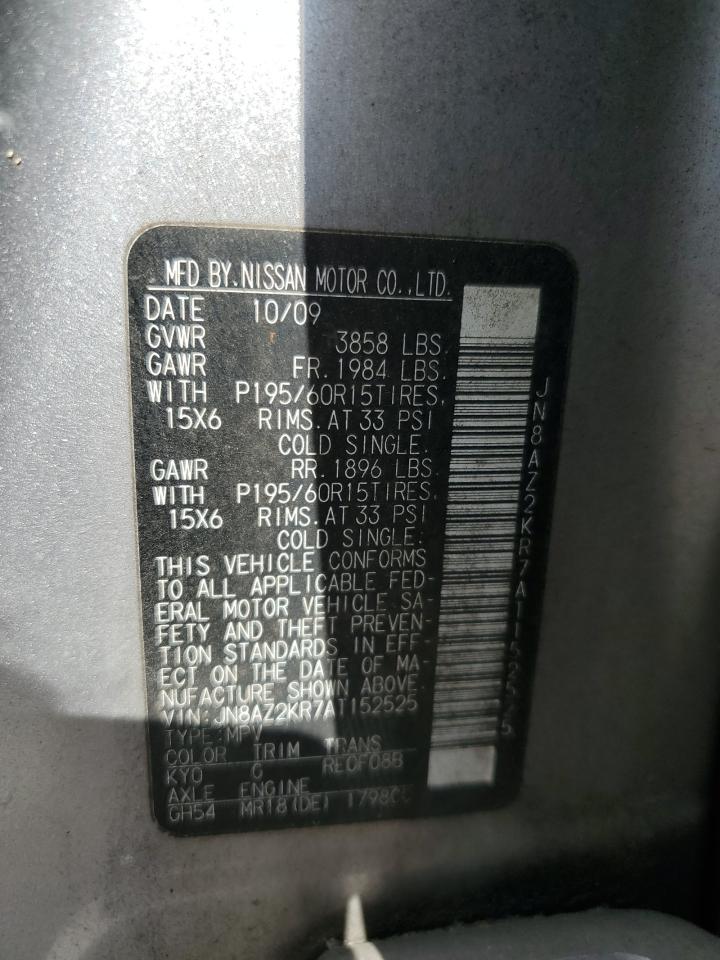 MFD BY.NISSAN MOTOR CO.,LTD.
DATE 10/09
GVWR 3858 LBS.
GAWR FR. 1984 LBS.
WITH P195/60R15TIRES,
15X6 RIMS.AT 33 PSI
COLD SINGLE.
GAWR RR. 1896 LBS.
WITH P195/60R15TIRES,
15X6 RIMS.AT 33 PSI
COLD SINGLE.
THIS VEHICLE CONFORMS
TO ALL APPLICABLE FED-
ERAL MOTOR VEHICLE SA-
FETY AND THEFT PREVEN-
TION STANDARDS IN EFF-
ECT ON THE DATE OF MA-
NUFACTURE SHOWN ABOVE.
VIN:JN8AZ2KR7AT152525
TYPE:MPV
COLOR TRIM TRANS
KY0 G RE0F08B
AXLE ENGINE
GH54 MR18(DE) 1798CC
JN8AZ2KR7AT152525